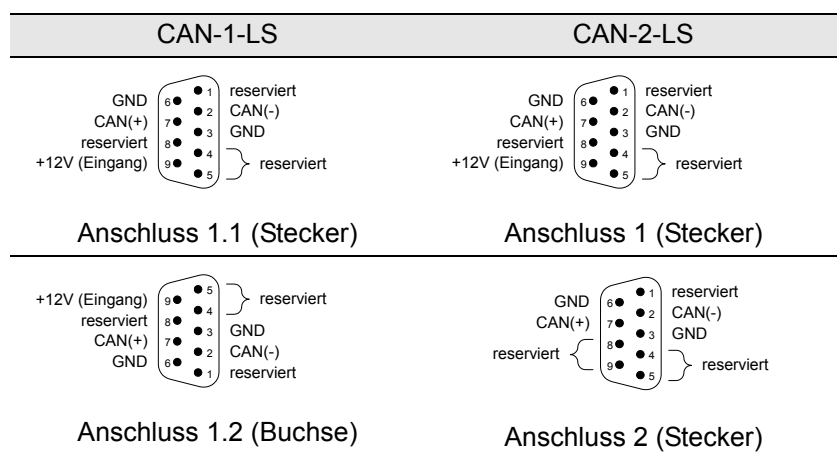 CAN-1-LS
CAN-2-LS
GND 6 1 reserviert
CAN(+) 7 2 CAN(-)
reserviert 8 3 GND
+12V (Eingang) 9 4 reserviert
5
Anschluss 1.1 (Stecker)
GND 6 1 reserviert
CAN(+) 7 2 CAN(-)
reserviert 8 3 GND
+12V (Eingang) 9 4 reserviert
5
Anschluss 1 (Stecker)
+12V (Eingang) 9 5 reserviert
reserviert 8 4
CAN(+) 7 3 GND
GND 6 2 CAN(-)
1 reserviert
Anschluss 1.2 (Buchse)
GND 6 1 reserviert
CAN(+) 7 2 CAN(-)
reserviert 8 3 GND
9 4 reserviert
5
Anschluss 2 (Stecker)